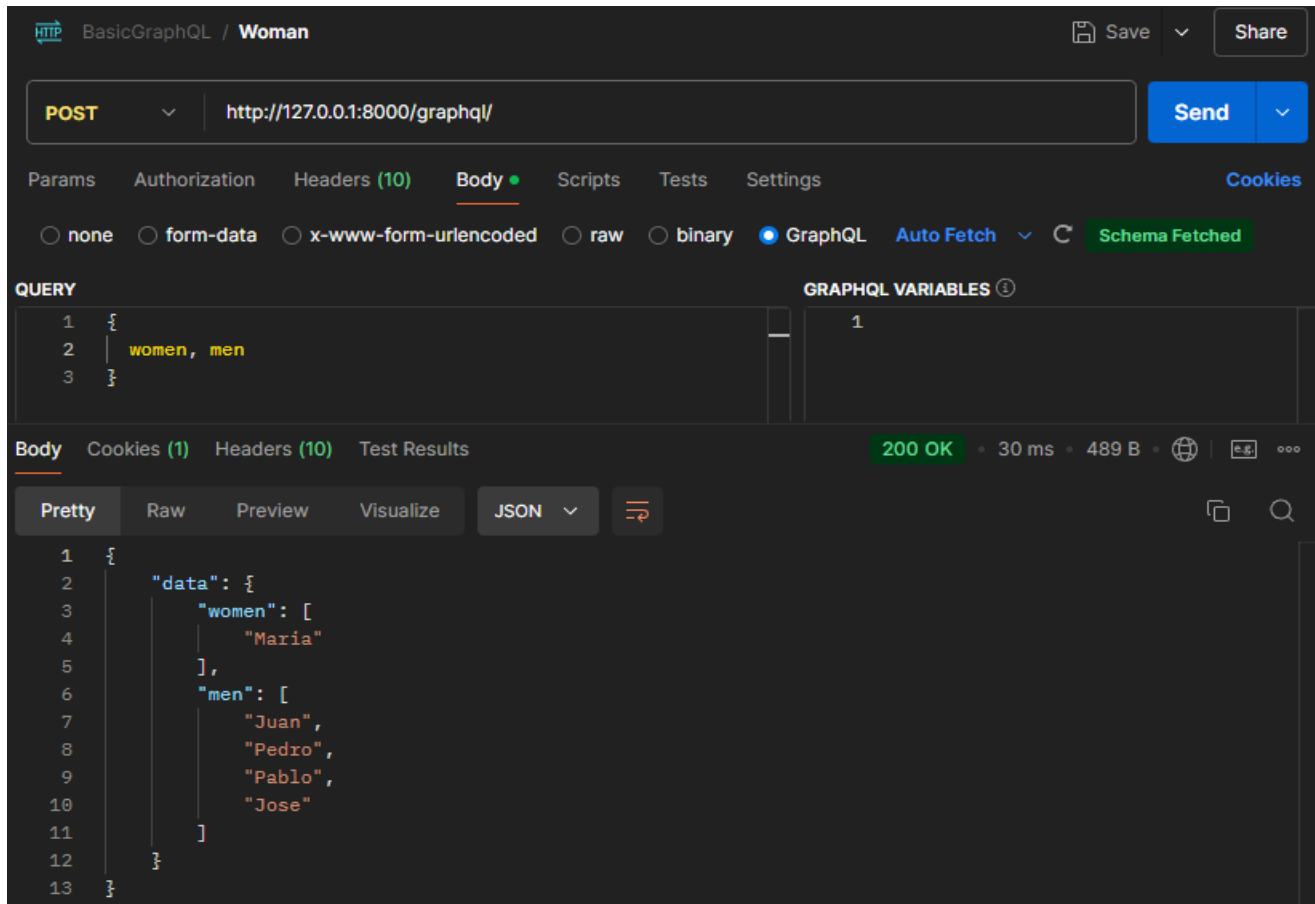 HTTP BasicGraphQL / Woman Save Share
POST http://127.0.0.1:8000/graphql/ Send
Params Authorization Headers (10) Body Scripts Tests Settings Cookies
none form-data x-www-form-urlencoded raw binary GraphQL Auto Fetch Schema Fetched
QUERY GRAPHQL VARIABLES
1 { 1
2 women, men
3 }
Body Cookies (1) Headers (10) Test Results 200 OK • 30 ms • 489 B • e.g. ooo
Pretty Raw Preview Visualize JSON
1 {
2 "data": {
3 "women": [
4 "Maria"
5 ],
6 "men": [
7 "Juan",
8 "Pedro",
9 "Pablo",
10 "Jose"
11 ]
12 }
13 }